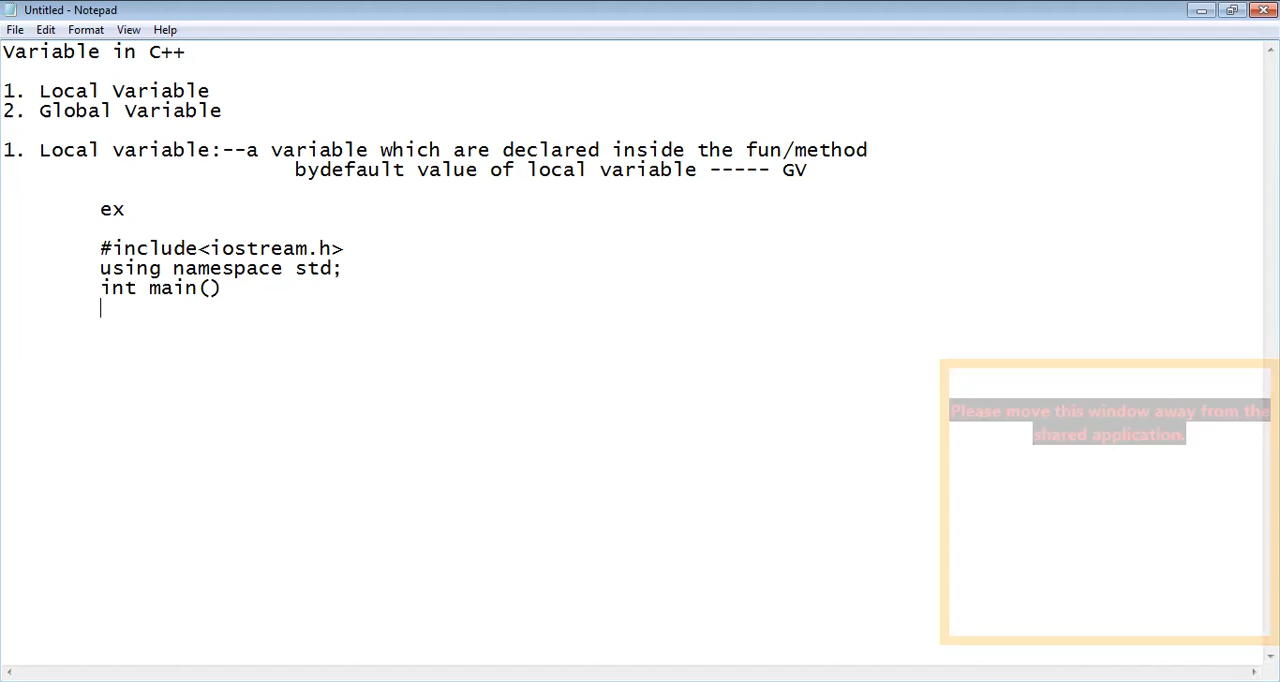 Untitled - Notepad
File Edit Format View Help
Variable in C++
1. Local Variable
2. Global Variable
1. Local variable:--a variable which are declared inside the fun/method
bydefault value of local variable ----- GV
ex
#include<iostream.h>
using namespace std;
int main()
Please move this window away from the
shared application.